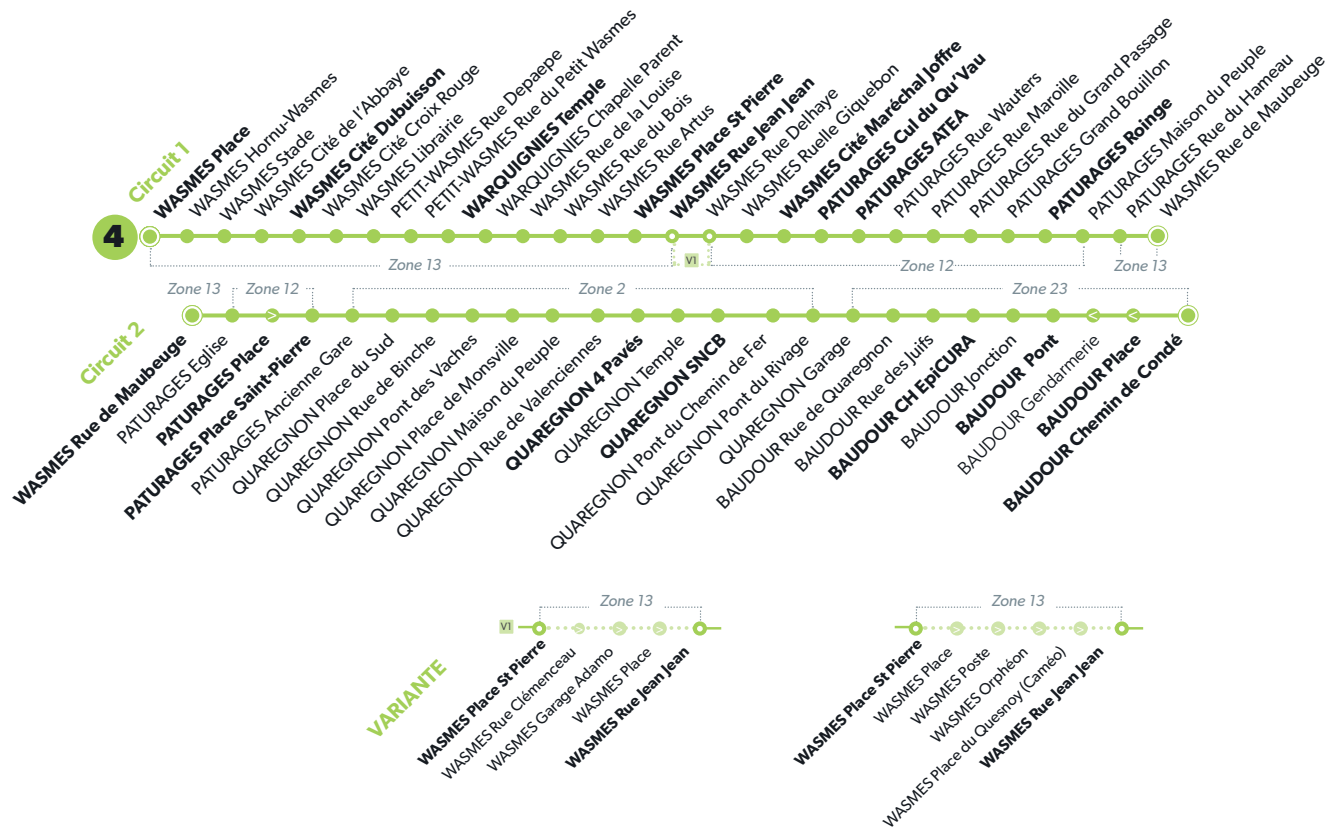 4
Circuit 1
WASMES Place
WASMES Hornu-Wasmes
WASMES Stade
WASMES Cité de l'Abbaye
WASMES Cité Dubuisson
WASMES Cité Croix Rouge
WASMES Librairie
PETIT-WASMES Rue Depaepe
PETIT-WASMES Rue du Petit Wasmes
WARQUIGNIES Temple
WARQUIGNIES Chapelle Parent
WASMES Rue de la Louise
WASMES Rue du Bois
WASMES Rue Artus
WASMES Place St Pierre
WASMES Rue Jean Jean
WASMES Rue Delhaye
WASMES Ruelle Giquebon
WASMES Cité Maréchal Joffre
PATURAGES Cul du Qu'Vau
PATURAGES ATEA
PATURAGES Rue Wauters
PATURAGES Rue Maroille
PATURAGES Rue du Grand Passage
PATURAGES Grand Bouillon
PATURAGES Roinge
PATURAGES Maison du Peuple
PATURAGES Rue du Hameau
WASMES Rue de Maubeuge
Zone 13
V1
Zone 12
Zone 13
Circuit 2
Zone 13
Zone 12
Zone 2
Zone 23
WASMES Rue de Maubeuge
PATURAGES Eglise
PATURAGES Place
PATURAGES Place Saint-Pierre
PATURAGES Ancienne Gare
QUAREGNON Place du Sud
QUAREGNON Rue de Binche
QUAREGNON Pont des Vaches
QUAREGNON Place de Monsville
QUAREGNON Maison du Peuple
QUAREGNON Rue de Valenciennes
QUAREGNON 4 Pavés
QUAREGNON Temple
QUAREGNON SNCB
QUAREGNON Pont du Chemin de Fer
QUAREGNON Pont du Rivage
QUAREGNON Garage
BAUDOUR Rue de Quaregnon
BAUDOUR Rue des Juifs
BAUDOUR CH EpiCURA
BAUDOUR Jonction
BAUDOUR Pont
BAUDOUR Gendarmerie
BAUDOUR Place
BAUDOUR Chemin de Condé
VARIANTE
V1
Zone 13
WASMES Place St Pierre
WASMES Rue Clémenceau
WASMES Garage Adamo
WASMES Place
WASMES Rue Jean Jean
Zone 13
WASMES Place St Pierre
WASMES Place
WASMES Poste
WASMES Orphéon
WASMES Place du Quesnoy (Caméo)
WASMES Rue Jean Jean